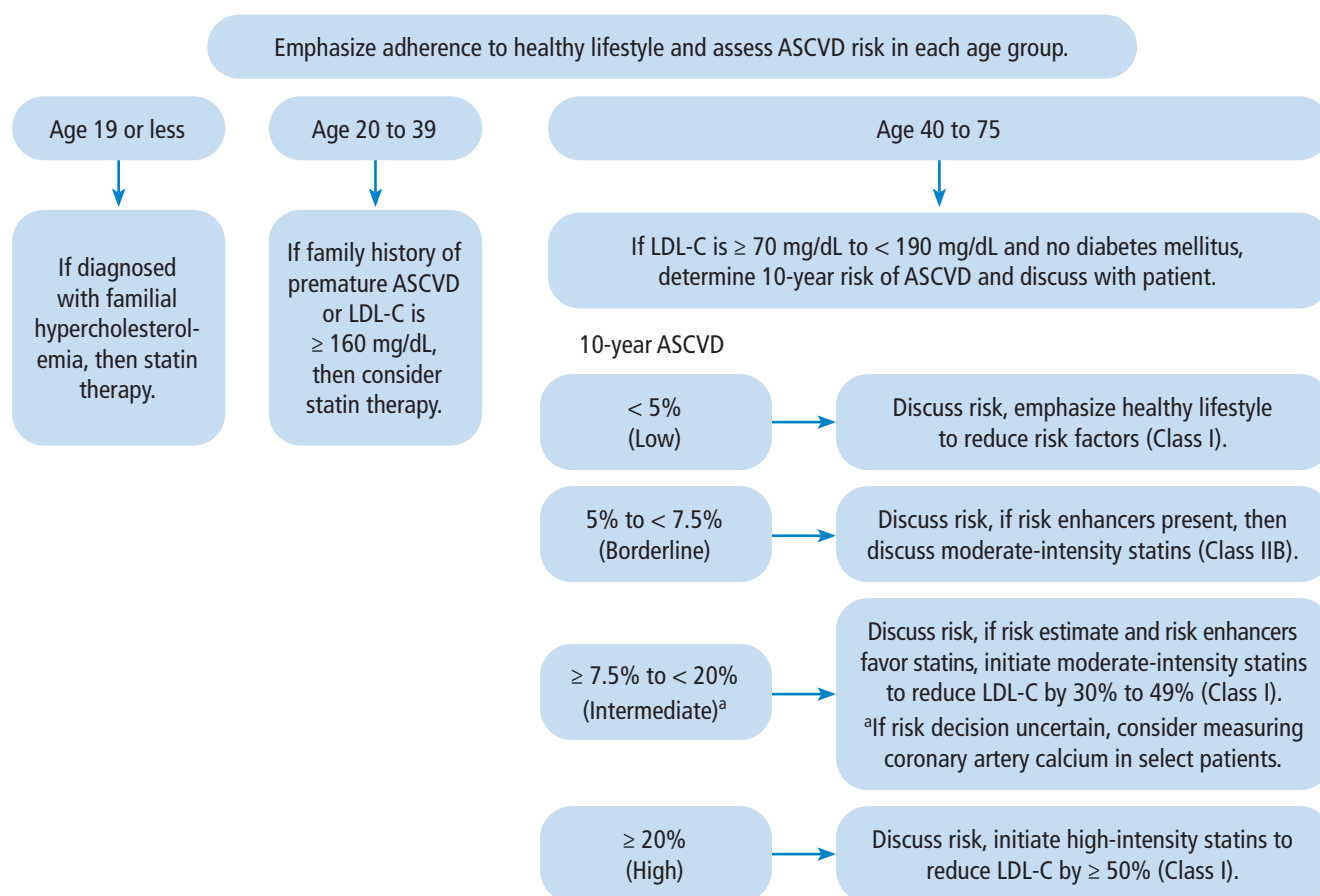 Emphasize adherence to healthy lifestyle and assess ASCVD risk in each age group.
Age 19 or less
If diagnosed
with familial
hypercholesterol-
emia, then statin
therapy.
Age 20 to 39
If family history of
premature ASCVD
or LDL-C is
≥ 160 mg/dL,
then consider
statin therapy.
Age 40 to 75
If LDL-C is ≥ 70 mg/dL to < 190 mg/dL and no diabetes mellitus,
determine 10-year risk of ASCVD and discuss with patient.
10-year ASCVD
< 5%
(Low)
Discuss risk, emphasize healthy lifestyle
to reduce risk factors (Class I).
5% to < 7.5%
(Borderline)
Discuss risk, if risk enhancers present, then
discuss moderate-intensity statins (Class IIB).
≥ 7.5% to < 20%
(Intermediate)ᵃ
Discuss risk, if risk estimate and risk enhancers
favor statins, initiate moderate-intensity statins
to reduce LDL-C by 30% to 49% (Class I).
ᵃIf risk decision uncertain, consider measuring
coronary artery calcium in select patients.
≥ 20%
(High)
Discuss risk, initiate high-intensity statins to
reduce LDL-C by ≥ 50% (Class I).